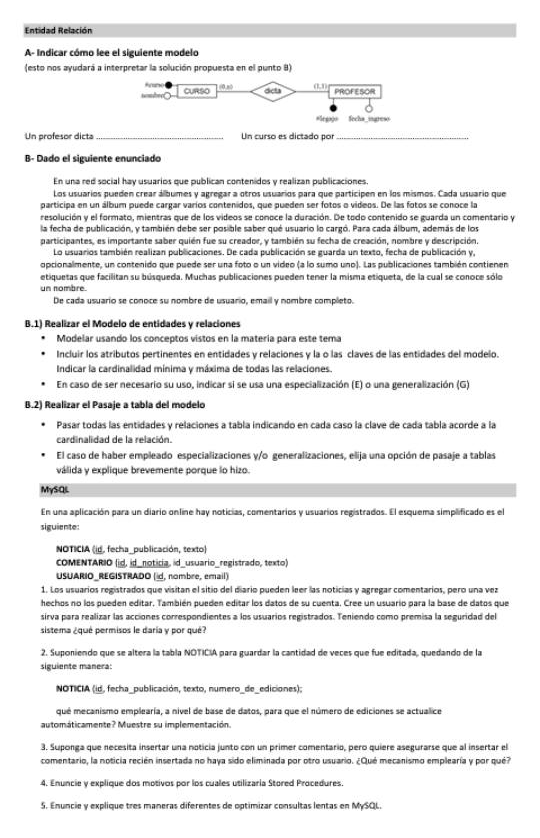 Entidad Relación
A- Indicar cómo lee el siguiente modelo
(esto nos ayudará a interpretar la solución propuesta en el punto B)
#curso
nombre
CURSO
(0,n)
dicta
(1,1)
PROFESOR
#legajo
fecha_ingreso
Un profesor dicta ....................................................... Un curso es dictado por .......................................................
B- Dado el siguiente enunciado
En una red social hay usuarios que publican contenidos y realizan publicaciones.
Los usuarios pueden crear álbumes y agregar a otros usuarios para que participen en los mismos. Cada usuario que
participa en un álbum puede cargar varios contenidos, que pueden ser fotos o videos. De las fotos se conoce la
resolución y el formato, mientras que de los videos se conoce la duración. De todo contenido se guarda un comentario y
la fecha de publicación, y también debe ser posible saber qué usuario lo cargó. Para cada álbum, además de los
participantes, es importante saber quién fue su creador, y también su fecha de creación, nombre y descripción.
Lo usuarios también realizan publicaciones. De cada publicación se guarda un texto, fecha de publicación y,
opcionalmente, un contenido que puede ser una foto o un video (a lo sumo uno). Las publicaciones también contienen
etiquetas que facilitan su búsqueda. Muchas publicaciones pueden tener la misma etiqueta, de la cual se conoce sólo
un nombre.
De cada usuario se conoce su nombre de usuario, email y nombre completo.
B.1) Realizar el Modelo de entidades y relaciones
• Modelar usando los conceptos vistos en la materia para este tema
• Incluir los atributos pertinentes en entidades y relaciones y la o las claves de las entidades del modelo.
Indicar la cardinalidad mínima y máxima de todas las relaciones.
• En caso de ser necesario su uso, indicar si se usa una especialización (E) o una generalización (G)
B.2) Realizar el Pasaje a tabla del modelo
• Pasar todas las entidades y relaciones a tabla indicando en cada caso la clave de cada tabla acorde a la
cardinalidad de la relación.
• El caso de haber empleado especializaciones y/o generalizaciones, elija una opción de pasaje a tablas
válida y explique brevemente porque lo hizo.
MySQL
En una aplicación para un diario online hay noticias, comentarios y usuarios registrados. El esquema simplificado es el
siguiente:
NOTICIA (id, fecha_publicación, texto)
COMENTARIO (id, id_noticia, id_usuario_registrado, texto)
USUARIO_REGISTRADO (id, nombre, email)
1. Los usuarios registrados que visitan el sitio del diario pueden leer las noticias y agregar comentarios, pero una vez
hechos no los pueden editar. También pueden editar los datos de su cuenta. Cree un usuario para la base de datos que
sirva para realizar las acciones correspondientes a los usuarios registrados. Teniendo como premisa la seguridad del
sistema ¿qué permisos le daría y por qué?
2. Suponiendo que se altera la tabla NOTICIA para guardar la cantidad de veces que fue editada, quedando de la
siguiente manera:
NOTICIA (id, fecha_publicación, texto, numero_de_ediciones);
qué mecanismo emplearía, a nivel de base de datos, para que el número de ediciones se actualice
automáticamente? Muestre su implementación.
3. Suponga que necesita insertar una noticia junto con un primer comentario, pero quiere asegurarse que al insertar el
comentario, la noticia recién insertada no haya sido eliminada por otro usuario. ¿Qué mecanismo emplearía y por qué?
4. Enuncie y explique dos motivos por los cuales utilizaría Stored Procedures.
5. Enuncie y explique tres maneras diferentes de optimizar consultas lentas en MySQL.